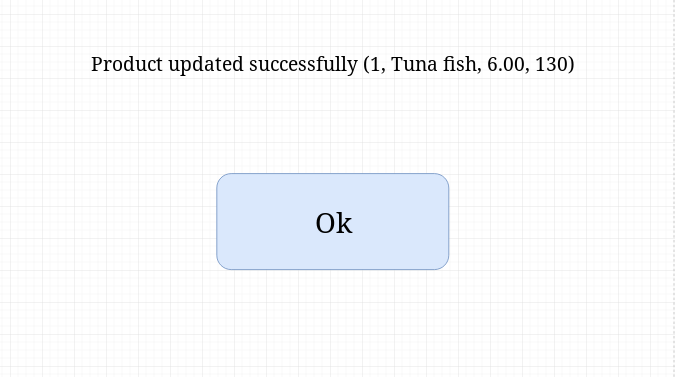 Product updated successfully (1, Tuna fish, 6.00, 130)
Ok